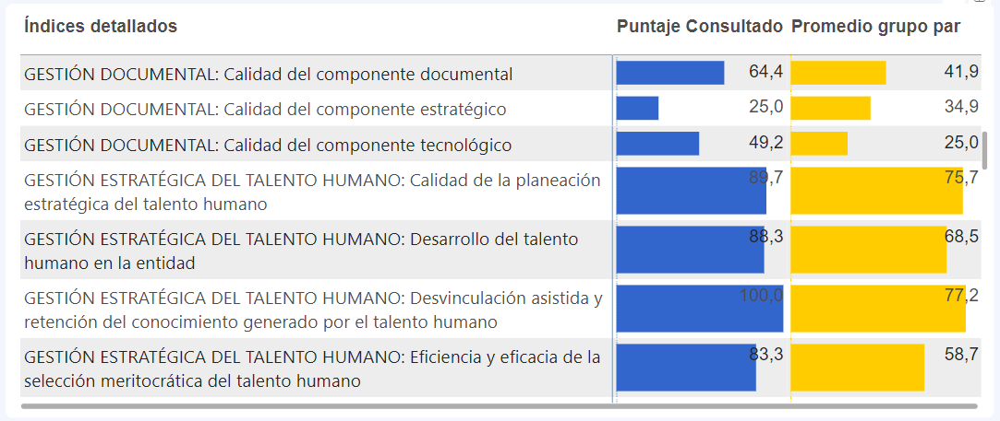 Índices detallados Puntaje Consultado Promedio grupo par
GESTIÓN DOCUMENTAL: Calidad del componente documental 64,4 41,9
GESTIÓN DOCUMENTAL: Calidad del componente estratégico 25,0 34,9
GESTIÓN DOCUMENTAL: Calidad del componente tecnológico 49,2 25,0
GESTIÓN ESTRATÉGICA DEL TALENTO HUMANO: Calidad de la planeación 89,7 75,7
estratégica del talento humano
GESTIÓN ESTRATÉGICA DEL TALENTO HUMANO: Desarrollo del talento 88,3 68,5
humano en la entidad
GESTIÓN ESTRATÉGICA DEL TALENTO HUMANO: Desvinculación asistida y 100,0 77,2
retención del conocimiento generado por el talento humano
GESTIÓN ESTRATÉGICA DEL TALENTO HUMANO: Eficiencia y eficacia de la 83,3 58,7
selección meritocrática del talento humano